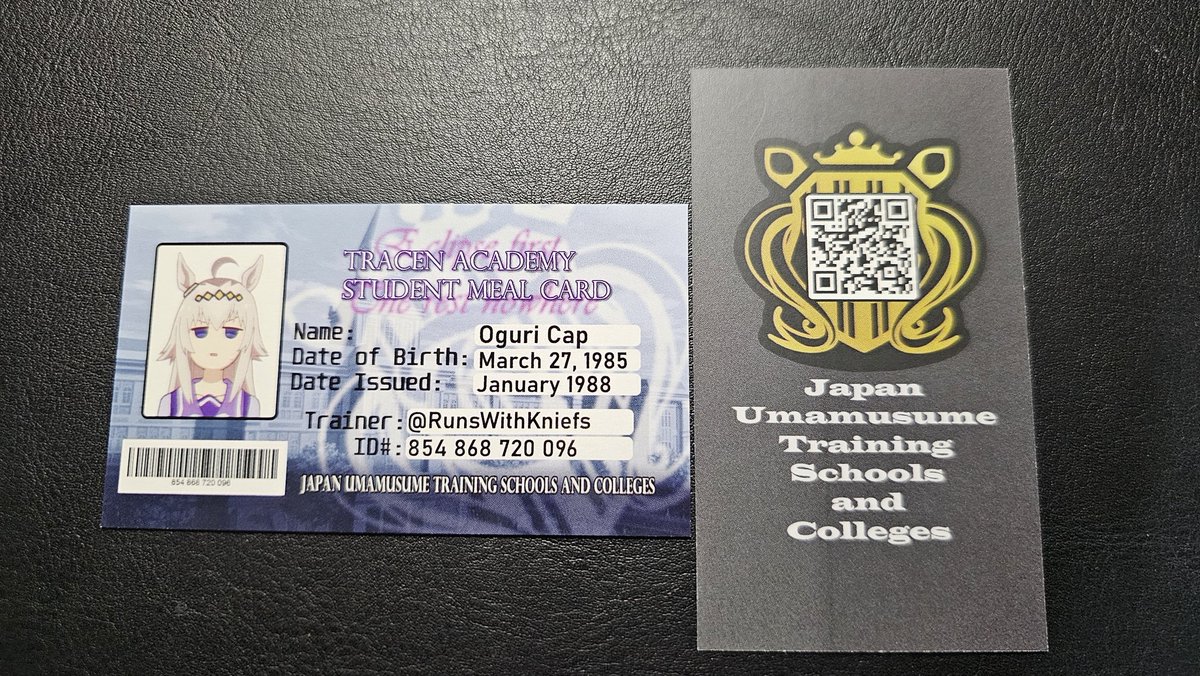 Eclipse first
TRACEN ACADEMY
STUDENT MEAL CARD
The rest nowhere
Name: Oguri Cap
Date of Birth: March 27, 1985
Date Issued: January 1988
Trainer: @RunsWithKniefs
ID#: 854 868 720 096
854 868 720 096
JAPAN UMAMUSUME TRAINING SCHOOLS AND COLLEGES
Japan
Umamusume
Training
Schools
and
Colleges